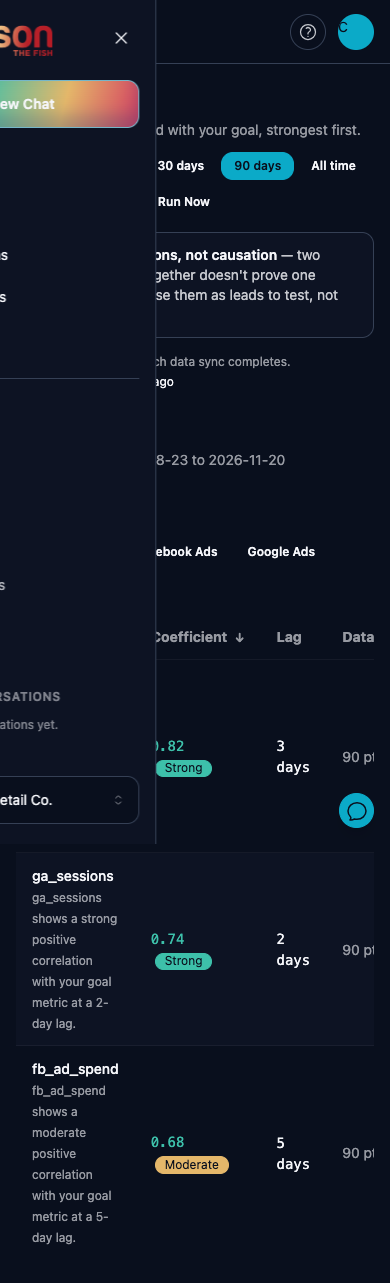 son
THE FISH
C
ew Chat
d with your goal, strongest first.
30 days
90 days
All time
Run Now
ons, not causation — two
gether doesn't prove one
se them as leads to test, not
ch data sync completes.
ago
8-23 to 2026-11-20
ebook Ads
Google Ads
s
Coefficient ↓
Lag
Data
RSATIONS
ations yet.
0.82
Strong
3
days
90 pt
etail Co.
ga_sessions
ga_sessions
shows a strong
positive
correlation
with your goal
metric at a 2-
day lag.
0.74
Strong
2
days
90 pt
fb_ad_spend
fb_ad_spend
shows a
moderate
positive
correlation
with your goal
metric at a 5-
day lag.
0.68
Moderate
5
days
90 pt